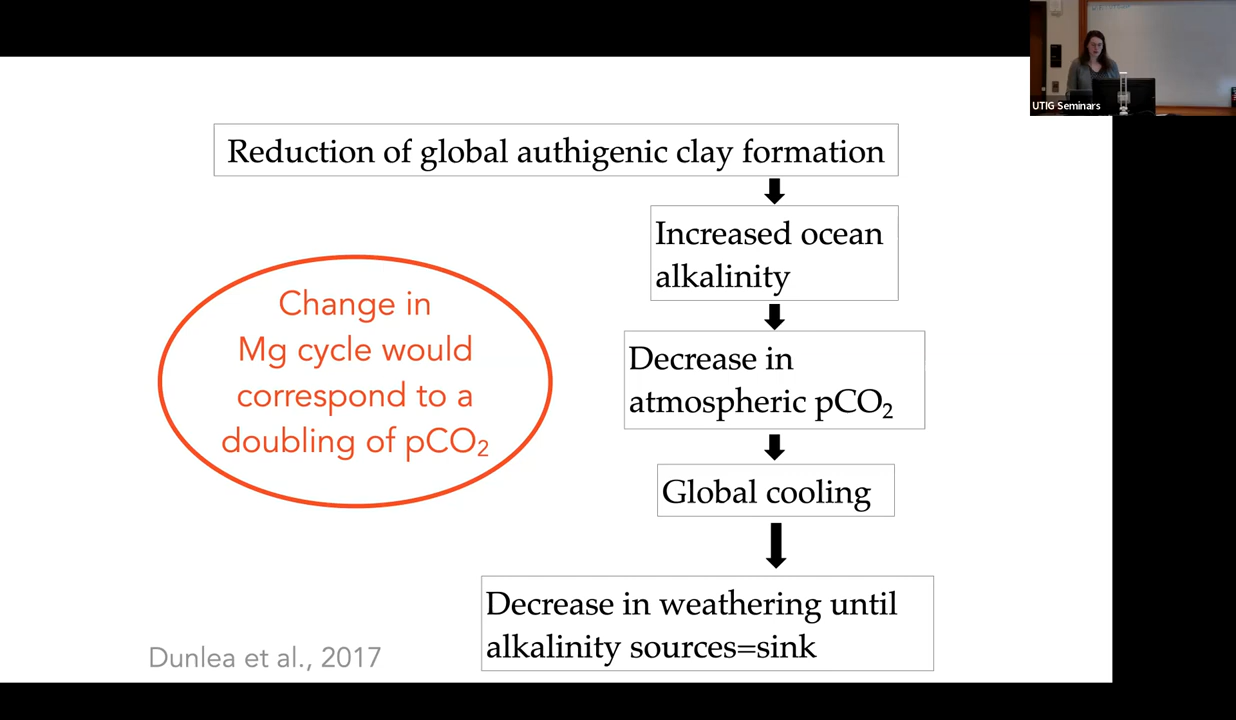 UTIG Seminars
Reduction of global authigenic clay formation
Increased ocean
alkalinity
Decrease in
atmospheric pCO₂
Global cooling
Decrease in weathering until
alkalinity sources=sink
Change in
Mg cycle would
correspond to a
doubling of pCO₂
Dunlea et al., 2017